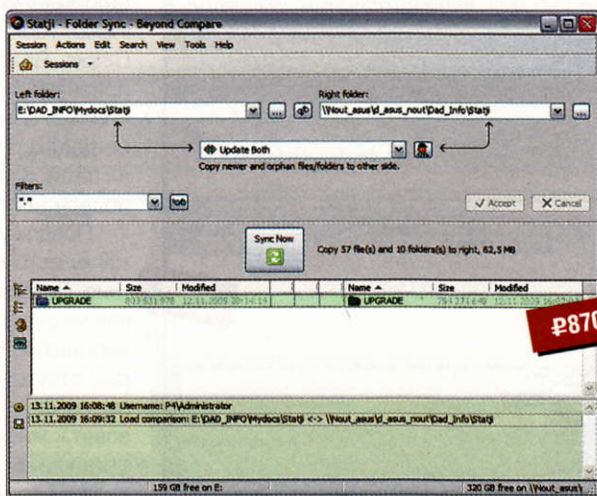 Statji - Folder Sync - Beyond Compare
Session Actions Edit Search View Tools Help
Sessions
Left folder: Right folder:
E:\DAD_INFO\Mydocs\Statji \\Nout_asus\d_asus_nout\Dad_Info\Statji
Update Both
Copy newer and orphan files/folders to other side.
Filters:
*.*
Accept Cancel
Sync Now Copy 57 file(s) and 10 folders(s) to right, 62,5 MB
Name Size Modified Name Size Modified
UPGRADE 12.11.2009 UPGRADE 12.11.2009
₽870
13.11.2009 16:08:48 Username: P4\Administrator
13.11.2009 16:09:32 Load comparison: E:\DAD_INFO\Mydocs\Statji <-> \\Nout_asus\d_asus_nout\Dad_Info\Statji
159 GB free on E: 320 GB free on \\Nout_asus\